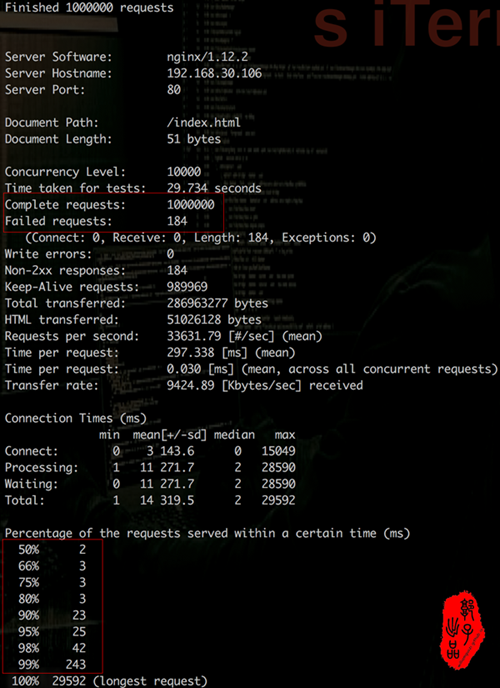 Finished 1000000 requests
s iTer
Server Software: nginx/1.12.2
Server Hostname: 192.168.30.106
Server Port: 80
Document Path: /index.html
Document Length: 51 bytes
Concurrency Level: 10000
Time taken for tests: 29.734 seconds
Complete requests: 1000000
Failed requests: 184
(Connect: 0, Receive: 0, Length: 184, Exceptions: 0)
Write errors: 0
Non-2xx responses: 184
Keep-Alive requests: 989969
Total transferred: 286963277 bytes
HTML transferred: 51026128 bytes
Requests per second: 33631.79 [#/sec] (mean)
Time per request: 297.338 [ms] (mean)
Time per request: 0.030 [ms] (mean, across all concurrent requests)
Transfer rate: 9424.89 [Kbytes/sec] received
Connection Times (ms)
min mean[+/-sd] median max
Connect: 0 3 143.6 0 15049
Processing: 1 11 271.7 2 28590
Waiting: 0 11 271.7 2 28590
Total: 1 14 319.5 2 29592
Percentage of the requests served within a certain time (ms)
50% 2
66% 3
75% 3
80% 3
90% 23
95% 25
98% 42
99% 243
100% 29592 (longest request)